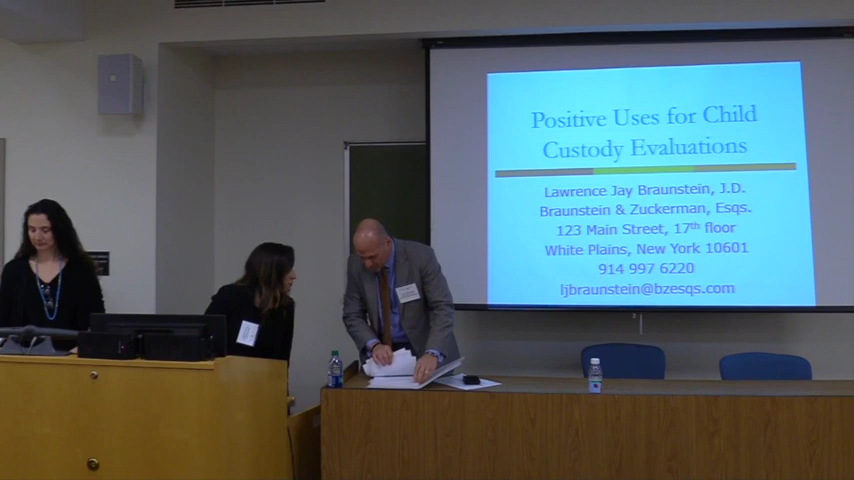 Positive Uses for Child
Custody Evaluations
Lawrence Jay Braunstein, J.D.
Braunstein & Zuckerman, Esqs.
123 Main Street, 17th floor
White Plains, New York 10601
914 997 6220
ljbraunstein@bzesqs.com